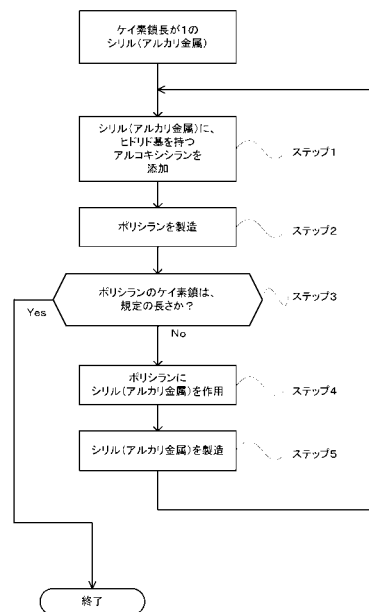 ケイ素鎖長が1の
シリル(アルカリ金属)
シリル(アルカリ金属)に、
ヒドリド基を持つ
アルコキシシランを
添加
ステップ1
ポリシランを製造
ステップ2
ポリシランのケイ素鎖は、
規定の長さか?
ステップ3
Yes
No
ポリシランに
シリル(アルカリ金属)を作用
ステップ4
シリル(アルカリ金属)を製造
ステップ5
終了